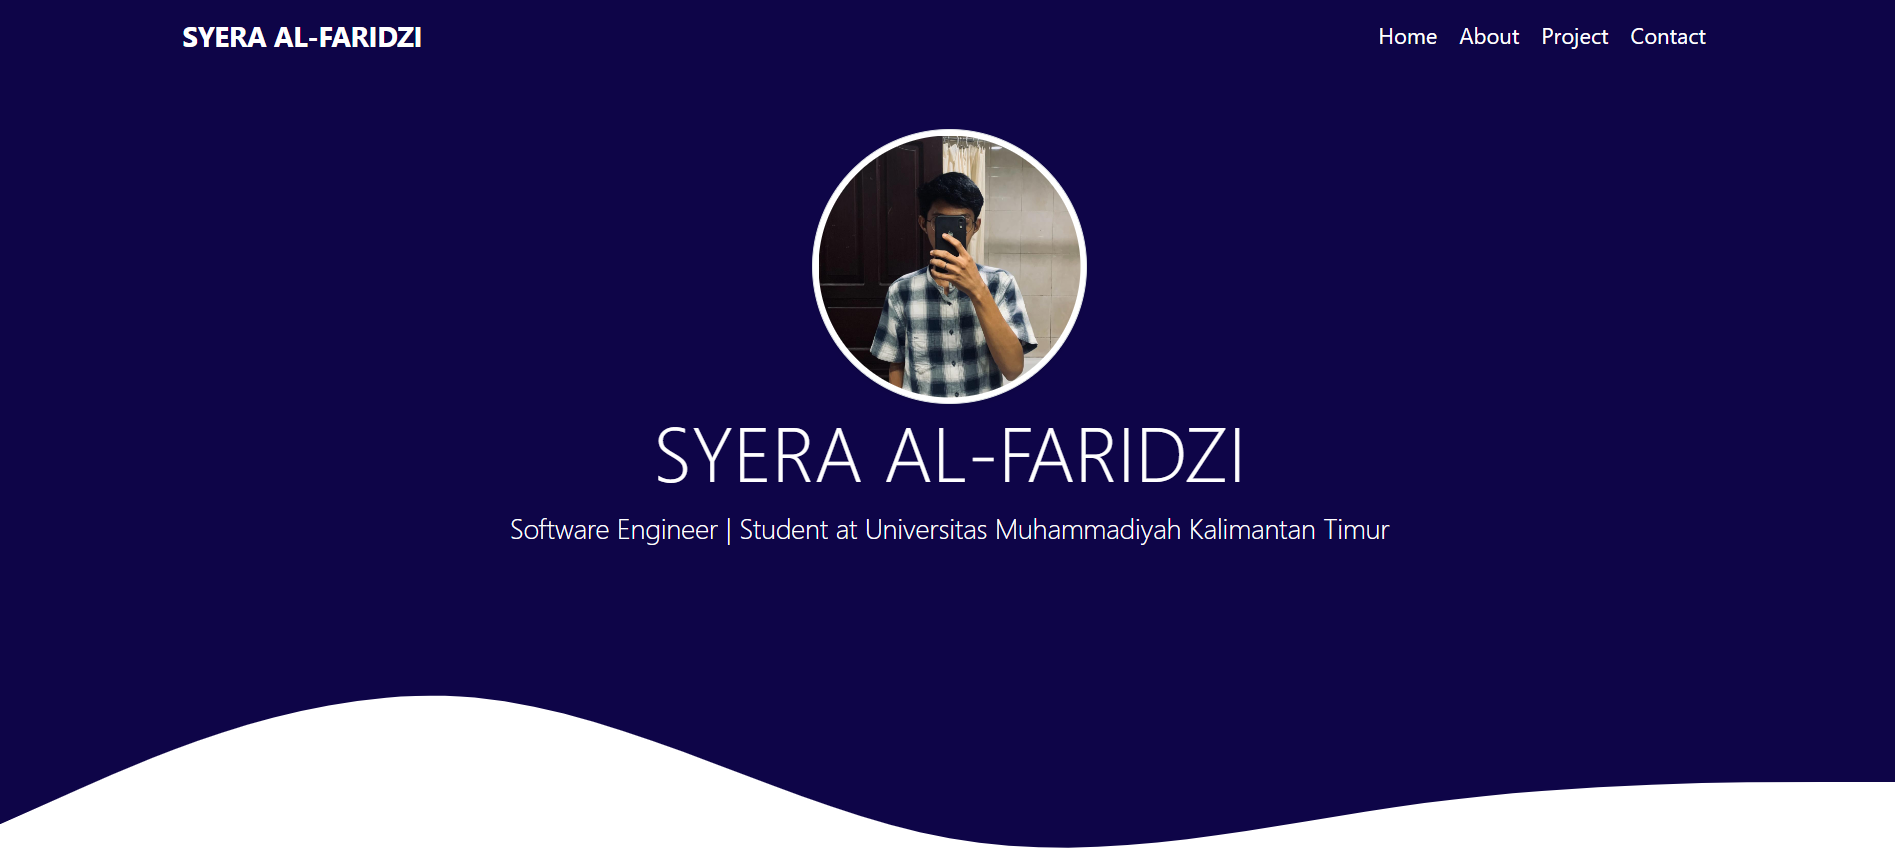 SYERA AL-FARIDZI
Home About Project Contact
SYERA AL-FARIDZI
Software Engineer | Student at Universitas Muhammadiyah Kalimantan Timur